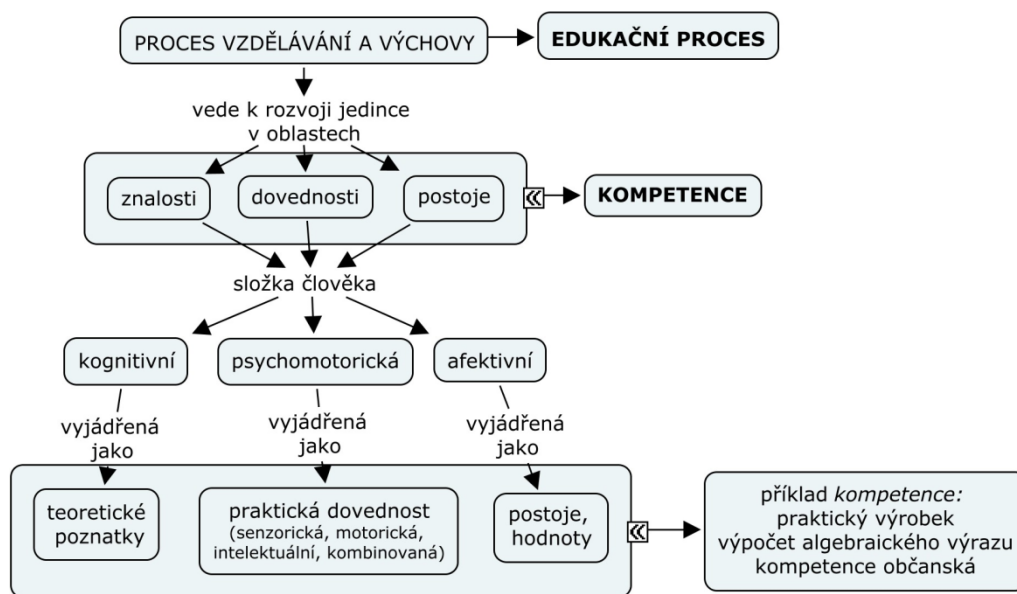 PROCES VZDĚLÁVÁNÍ A VÝCHOVY
EDUKAČNÍ PROCES
vede k rozvoji jedince
v oblastech
znalosti
dovednosti
postoje
KOMPETENCE
složka člověka
kognitivní
psychomotorická
afektivní
vyjádřená
jako
vyjádřená
jako
vyjádřená
jako
teoretické
poznatky
praktická dovednost
(senzorická, motorická,
intelektuální, kombinovaná)
postoje,
hodnoty
příklad kompetence:
praktický výrobek
výpočet algebraického výrazu
kompetence občanská